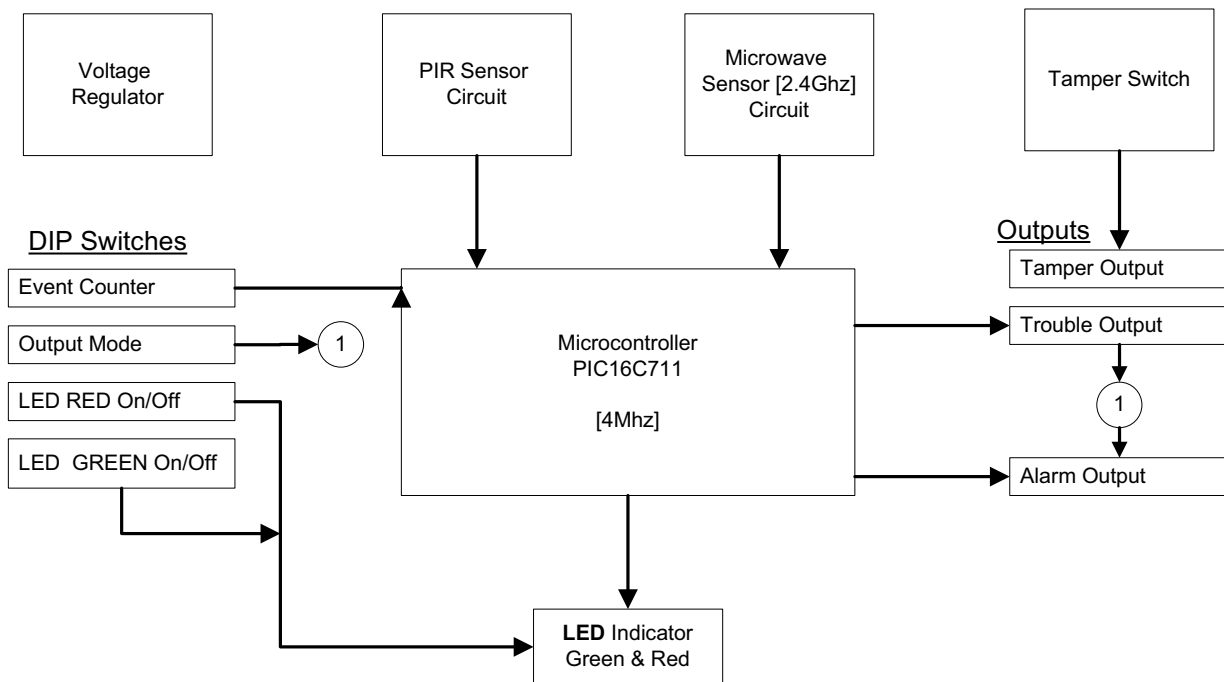 Voltage
Regulator
PIR Sensor
Circuit
Microwave
Sensor [2.4Ghz]
Circuit
Tamper Switch
DIP Switches
Event Counter
Output Mode
1
LED RED On/Off
LED GREEN On/Off
Microcontroller
PIC16C711
[4Mhz]
Outputs
Tamper Output
Trouble Output
1
Alarm Output
LED Indicator
Green & Red